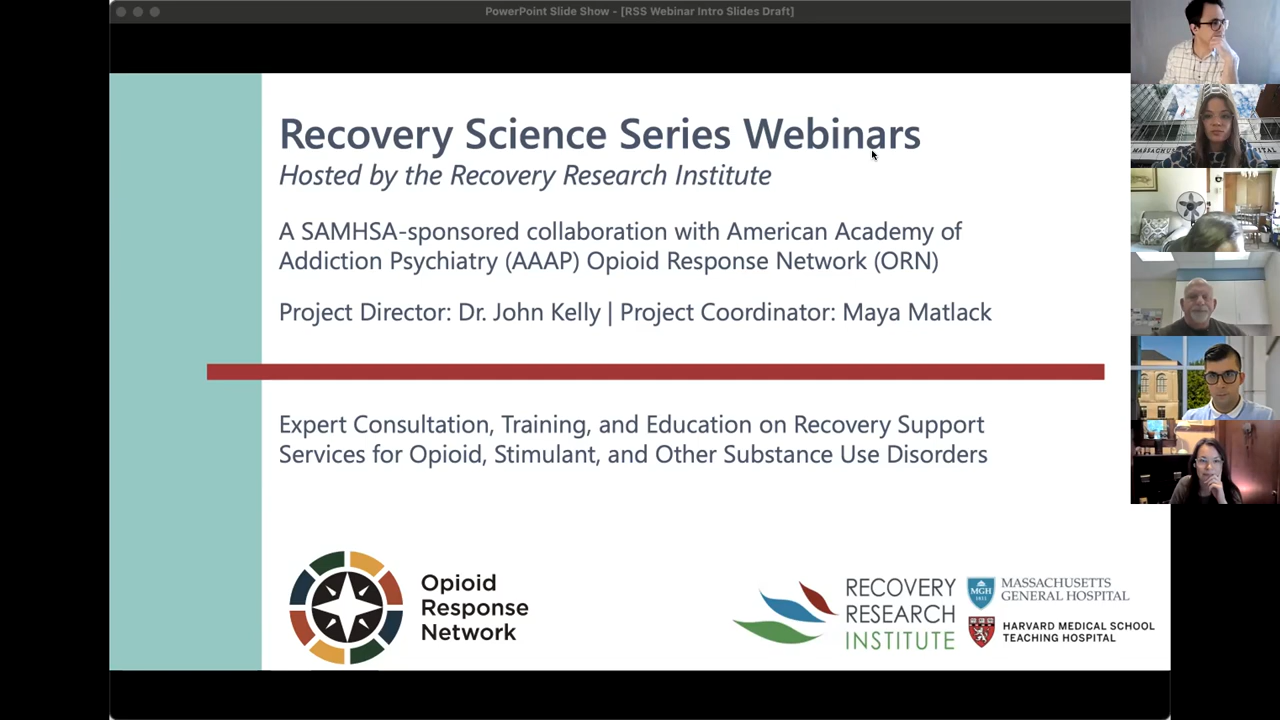 PowerPoint Slide Show - [RSS Webinar Intro Slides Draft]
Recovery Science Series Webinars
Hosted by the Recovery Research Institute
A SAMHSA-sponsored collaboration with American Academy of
Addiction Psychiatry (AAAP) Opioid Response Network (ORN)
Project Director: Dr. John Kelly | Project Coordinator: Maya Matlack
Expert Consultation, Training, and Education on Recovery Support
Services for Opioid, Stimulant, and Other Substance Use Disorders
Opioid
Response
Network
RECOVERY
RESEARCH
INSTITUTE
MGH
1811
MASSACHUSETTS
GENERAL HOSPITAL
HARVARD MEDICAL SCHOOL
TEACHING HOSPITAL